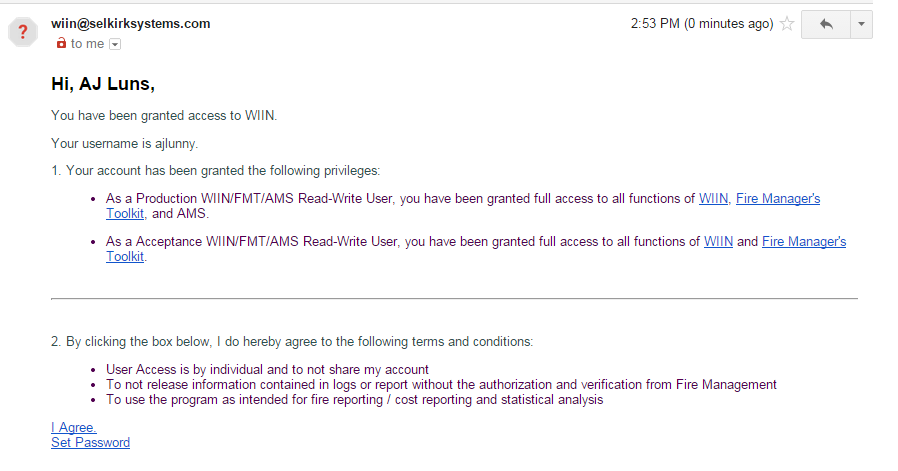 wiin@selkirksystems.com
2:53 PM (0 minutes ago)
to me
Hi, AJ Luns,
You have been granted access to WIIN.
Your username is ajlunny.
1. Your account has been granted the following privileges:
• As a Production WIIN/FMT/AMS Read-Write User, you have been granted full access to all functions of WIIN, Fire Manager's
Toolkit, and AMS.
• As a Acceptance WIIN/FMT/AMS Read-Write User, you have been granted full access to all functions of WIIN and Fire Manager's
Toolkit.
2. By clicking the box below, I do hereby agree to the following terms and conditions:
• User Access is by individual and to not share my account
• To not release information contained in logs or report without the authorization and verification from Fire Management
• To use the program as intended for fire reporting / cost reporting and statistical analysis
I Agree.
Set Password